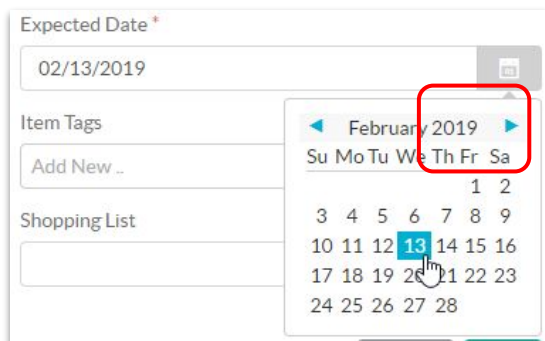 Expected Date *
02/13/2019
Item Tags
Add New ..
Shopping List
February 2019
Su Mo Tu We Th Fr Sa
1 2
3 4 5 6 7 8 9
10 11 12 13 14 15 16
17 18 19 20 21 22 23
24 25 26 27 28